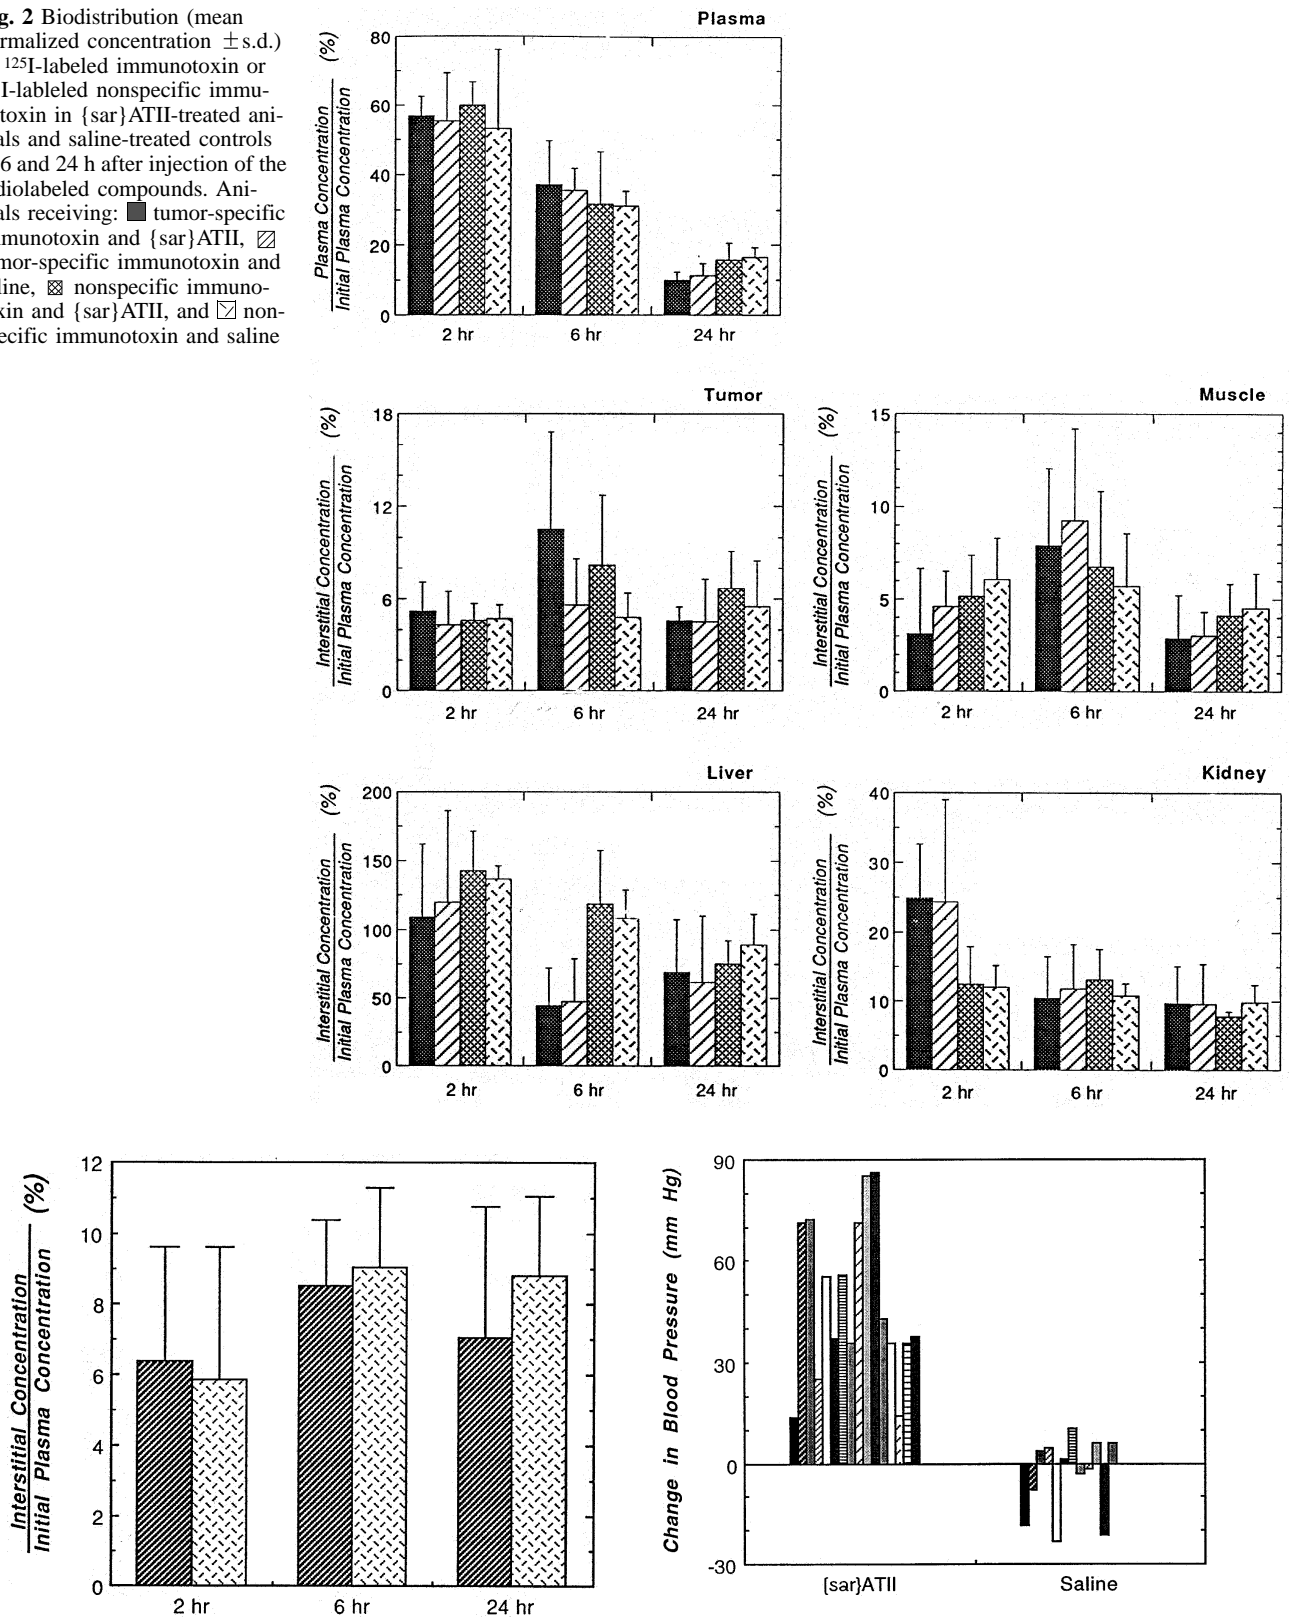 g. 2 Biodistribution (mean
rmalized concentration ±s.d.)
125I-labeled immunotoxin or
I-lableled nonspecific immu-
toxin in {sar}ATII-treated ani-
als and saline-treated controls
6 and 24 h after injection of the
diolabeled compounds. Ani-
als receiving: tumor-specific
munotoxin and {sar}ATII,
mor-specific immunotoxin and
line, nonspecific immuno-
xin and {sar}ATII, and non-
ecific immunotoxin and saline
Plasma
Plasma Concentration
Initial Plasma Concentration
(%)
80
60
40
20
0
2 hr
6 hr
24 hr
Tumor
Interstitial Concentration
Initial Plasma Concentration
(%)
18
12
6
0
2 hr
6 hr
24 hr
Muscle
Interstitial Concentration
Initial Plasma Concentration
(%)
15
10
5
0
2 hr
6 hr
24 hr
Liver
Interstitial Concentration
Initial Plasma Concentration
(%)
200
150
100
50
0
2 hr
6 hr
24 hr
Kidney
Interstitial Concentration
Initial Plasma Concentration
(%)
40
30
20
10
0
2 hr
6 hr
24 hr
Interstitial Concentration
Initial Plasma Concentration
(%)
12
10
8
6
4
2
0
2 hr
6 hr
24 hr
Change in Blood Pressure (mm Hg)
90
60
30
0
-30
[sar}ATII
Saline